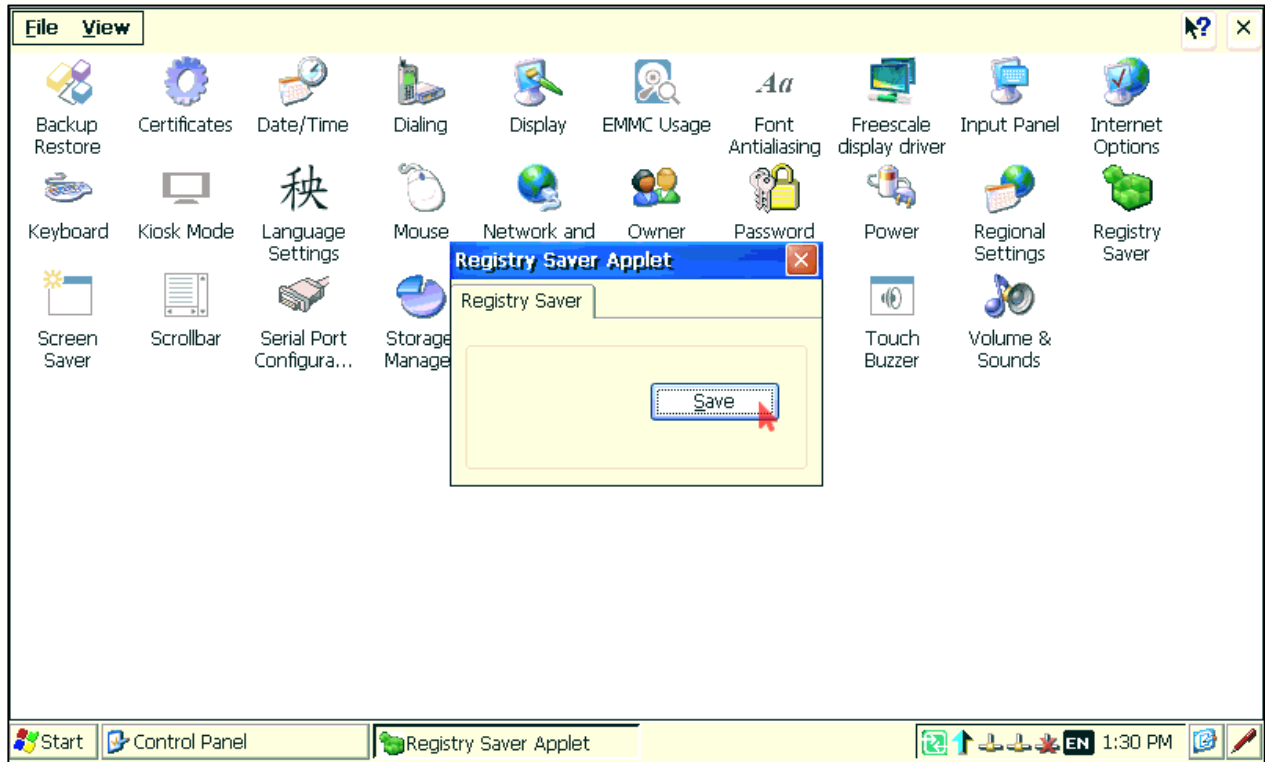 File View
Aa
Backup Certificates Date/Time Dialing Display EMMC Usage Font Freescale Input Panel Internet
Restore Antialiasing display driver Options
秧
Keyboard Kiosk Mode Language Mouse Network and Owner Password Power Regional Registry
Settings Settings Saver
Registry Saver Applet
Registry Saver
Screen Scrollbar Serial Port Storage Touch Volume &
Saver Configura... Manage Buzzer Sounds
Save
Start Control Panel Registry Saver Applet EN 1:30 PM